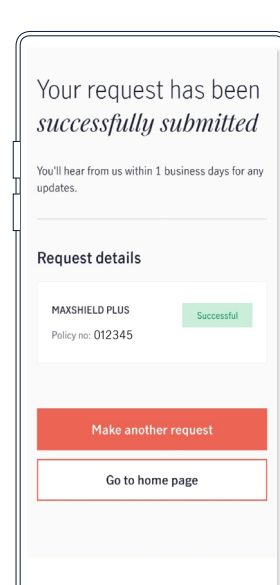 Your request has been
successfully submitted
You'll hear from us within 1 business days for any
updates.
Request details
MAXSHIELD PLUS
Successful
Policy no: 012345
Make another request
Go to home page